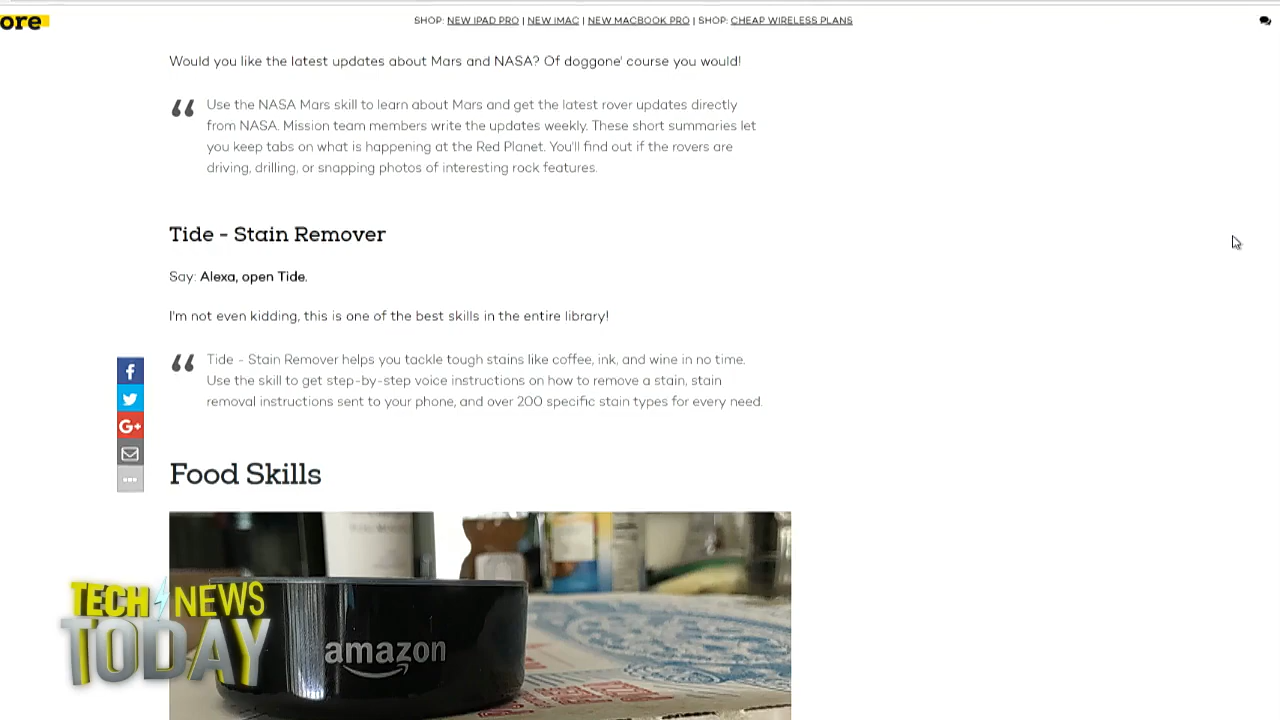 ore
SHOP: NEW IPAD PRO | NEW IMAC | NEW MACBOOK PRO | SHOP: CHEAP WIRELESS PLANS
Would you like the latest updates about Mars and NASA? Of doggone' course you would!
“ Use the NASA Mars skill to learn about Mars and get the latest rover updates directly
from NASA. Mission team members write the updates weekly. These short summaries let
you keep tabs on what is happening at the Red Planet. You'll find out if the rovers are
driving, drilling, or snapping photos of interesting rock features.
Tide - Stain Remover
Say: Alexa, open Tide.
I'm not even kidding, this is one of the best skills in the entire library!
“ Tide - Stain Remover helps you tackle tough stains like coffee, ink, and wine in no time.
Use the skill to get step-by-step voice instructions on how to remove a stain, stain
removal instructions sent to your phone, and over 200 specific stain types for every need.
f
G+
Food Skills
TECH NEWS
TODAY
amazon